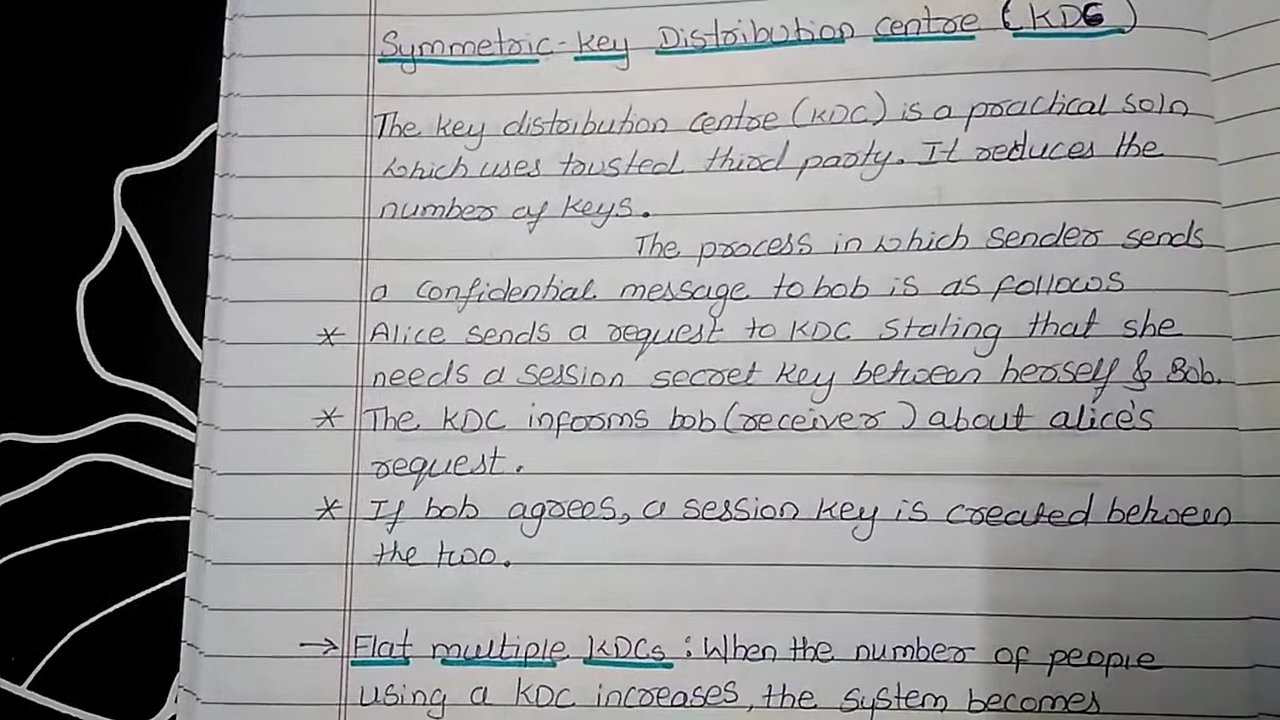 Symmetric-key Distribution centre (KDC)
The key distribution centre (KDC) is a practical soln
which uses trusted third party. It reduces the
number of keys.
The process in which sender sends
a confidential message to bob is as follows
* Alice sends a request to KDC stating that she
needs a session secret key between herself & Bob.
* The KDC informs bob (receiver) about alice's
request.
* If bob agrees, a session key is created between
the two.
→ Flat multiple KDCs : When the number of people
using a KDC increases, the system becomes